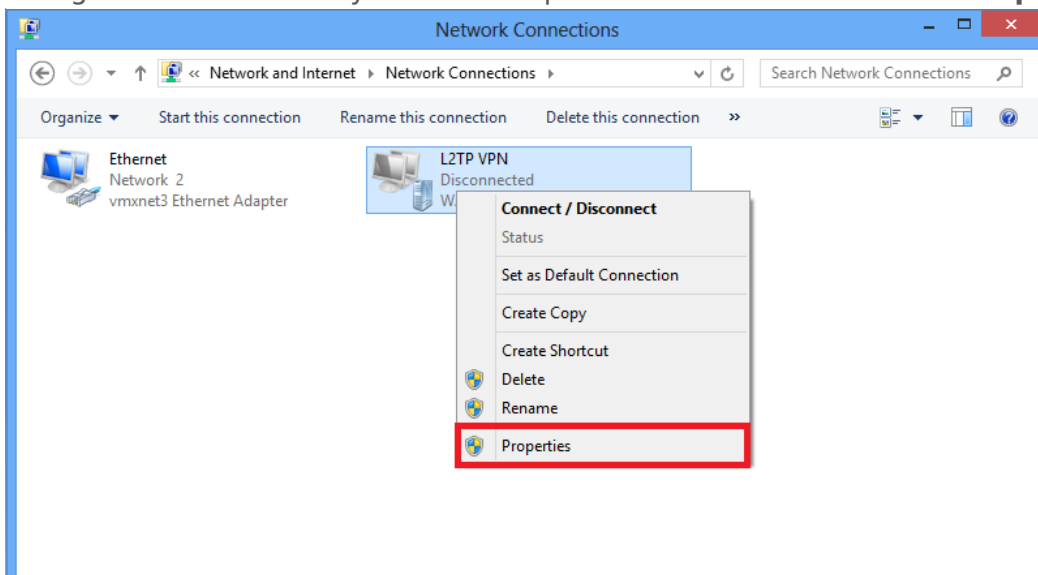 Network Connections
« Network and Internet Network Connections
Search Network Connections
Organize Start this connection Rename this connection Delete this connection »
Ethernet
Network 2
vmxnet3 Ethernet Adapter
L2TP VPN
Disconnected
Connect / Disconnect
Status
Set as Default Connection
Create Copy
Create Shortcut
Delete
Rename
Properties